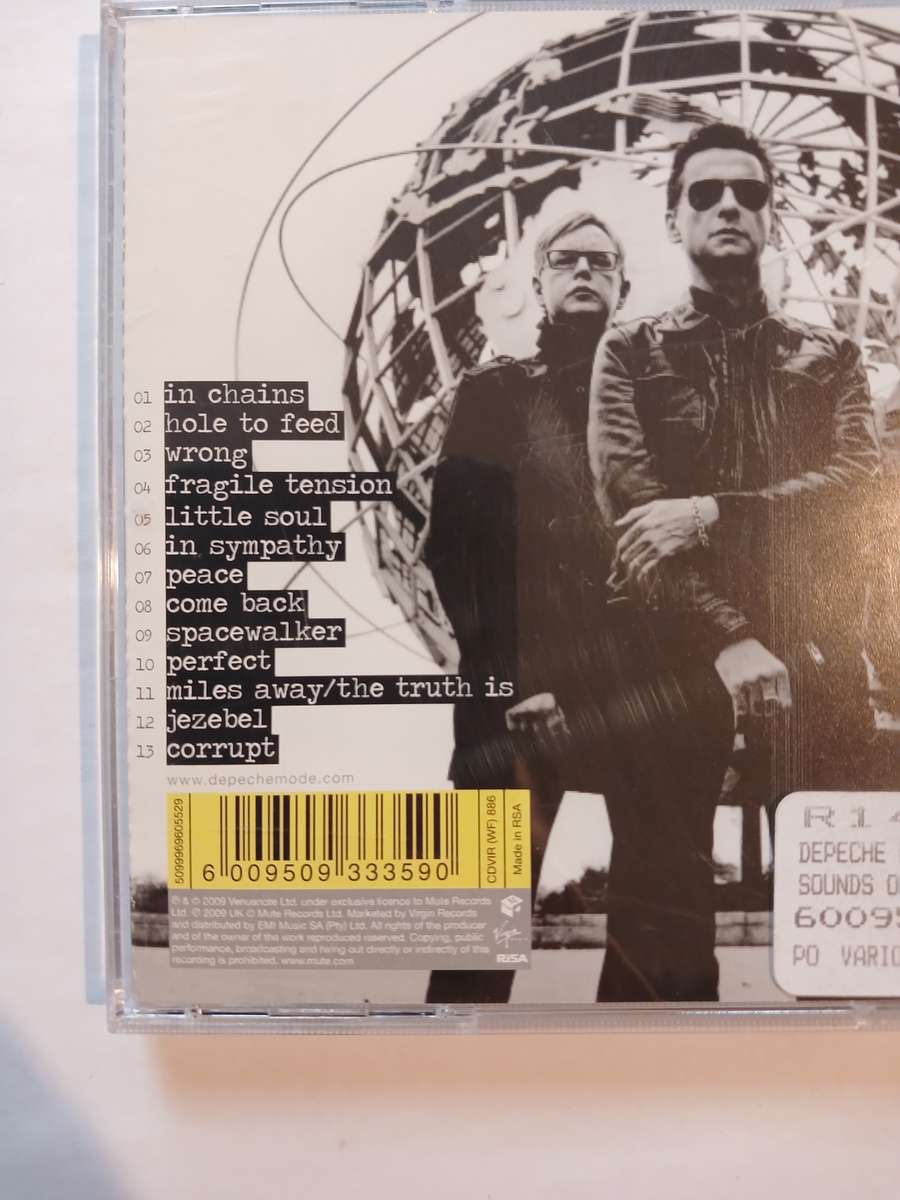 01 in chains
02 hole to feed
03 wrong
04 fragile tension
05 little soul
06 in sympathy
07 peace
08 come back
09 spacewalker
10 perfect
11 miles away/the truth is
12 jezebel
13 corrupt
www.depechemode.com
5099969605529
6 009509 333590
CDVIR (WF) 886
Made in RSA
℗ & © 2009 Venusnote Ltd. under exclusive licence to Mute Records
Ltd. ℗ 2009 UK © Mute Records Ltd. Marketed by Virgin Records
and distributed by EMI Music SA (Pty) Ltd. All rights of the producer
and of the owner of the work reproduced reserved. Copying, public
performance, broadcasting and hiring out directly or indirectly of this
recording is prohibited. www.mute.com
Virgin
RiSA
R14
DEPECHE
SOUNDS O
60095
PO VARIO